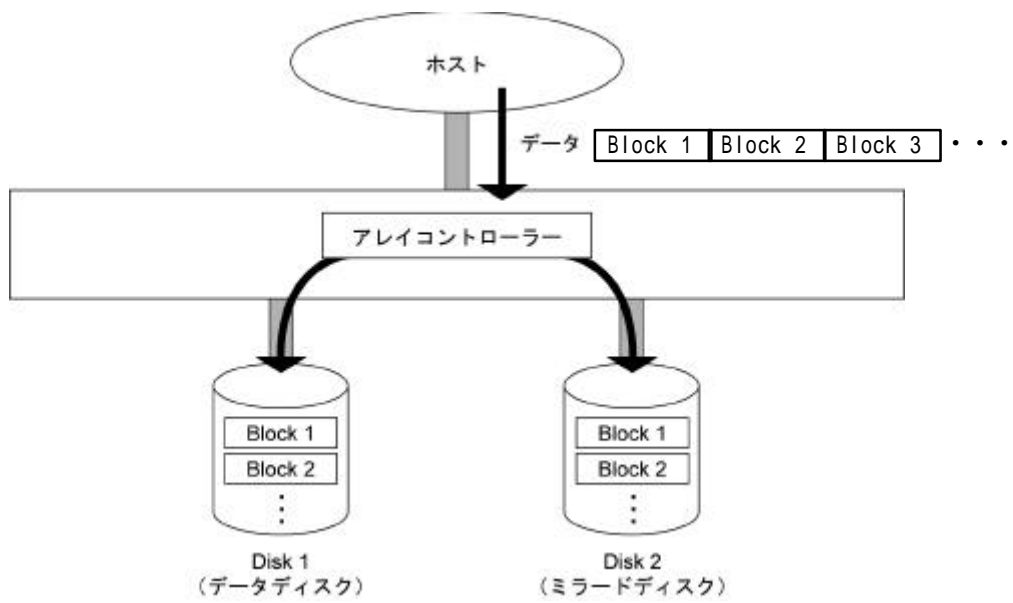 ホスト
データ Block 1 Block 2 Block 3 ・・・
アレイコントローラー
Block 1
Block 2
Block 1
Block 2
Disk 1
(データディスク)
Disk 2
(ミラードディスク)